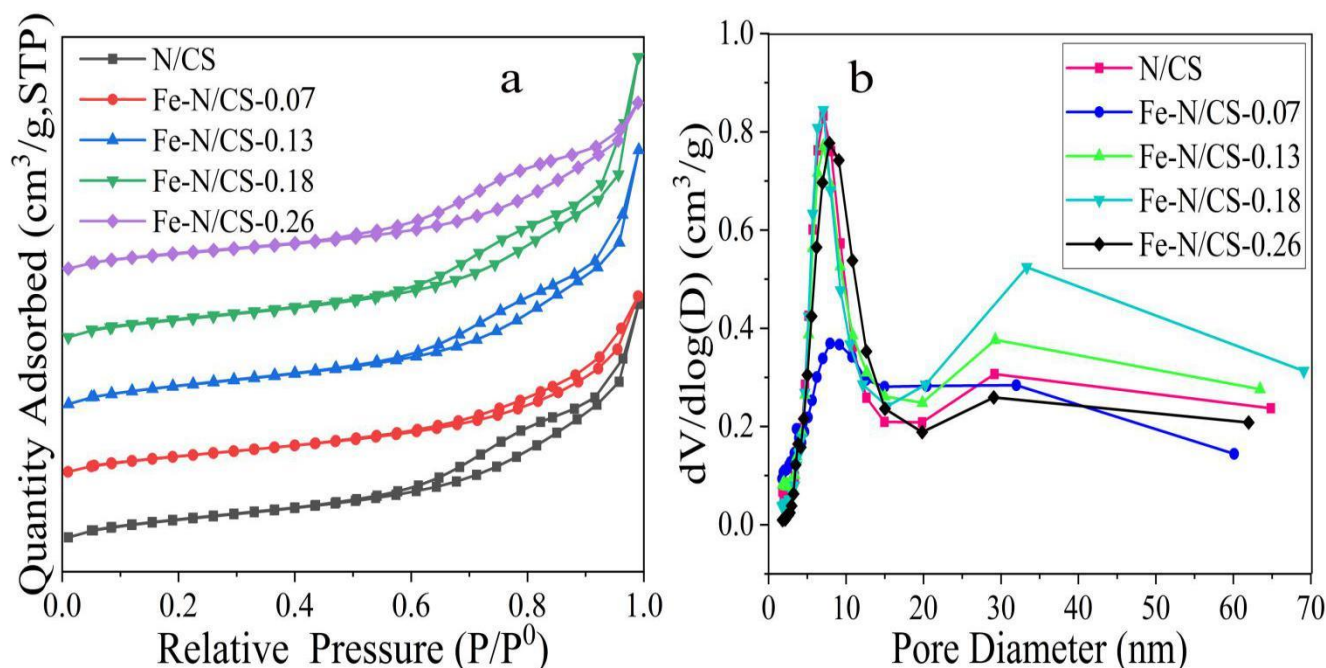 a
N/CS
Fe-N/CS-0.07
Fe-N/CS-0.13
Fe-N/CS-0.18
Fe-N/CS-0.26
Quantity Adsorbed (cm³/g,STP)
0.0 0.2 0.4 0.6 0.8 1.0
Relative Pressure (P/P⁰)
b
N/CS
Fe-N/CS-0.07
Fe-N/CS-0.13
Fe-N/CS-0.18
Fe-N/CS-0.26
dV/dlog(D) (cm³/g)
1.0
0.8
0.6
0.4
0.2
0.0
0 10 20 30 40 50 60 70
Pore Diameter (nm)